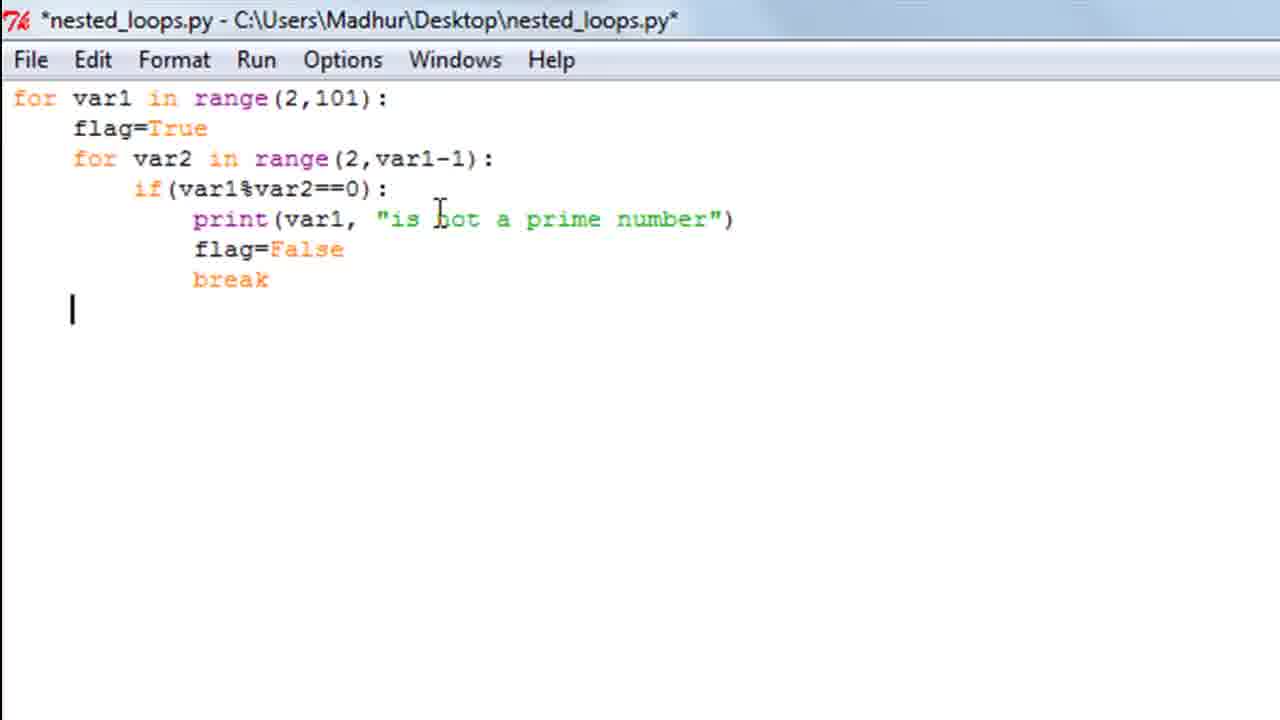 *nested_loops.py - C:\Users\Madhur\Desktop\nested_loops.py*
File Edit Format Run Options Windows Help
for var1 in range(2,101):
    flag=True
    for var2 in range(2,var1-1):
        if(var1%var2==0):
            print(var1, "is not a prime number")
            flag=False
            break